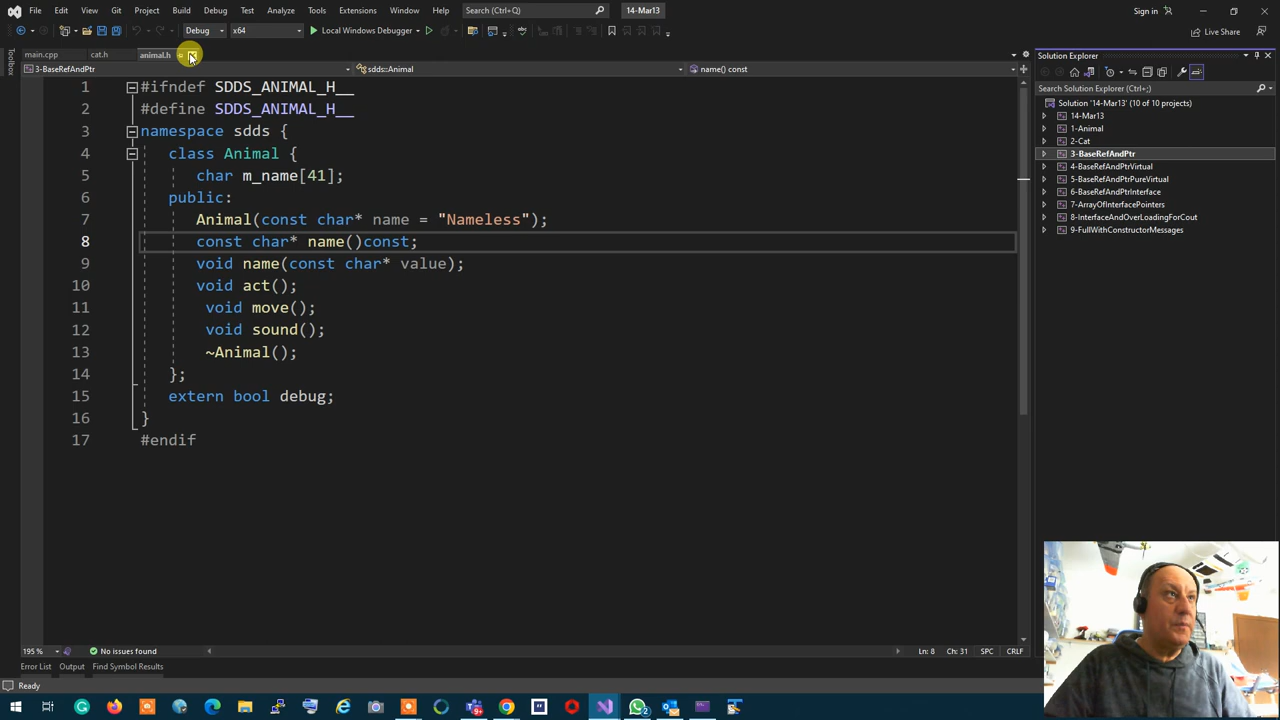 File Edit View Git Project Build Debug Test Analyze Tools Extensions Window Help Search (Ctrl+Q) 14-Mar13 Sign in
Debug x64 Local Windows Debugger Live Share
main.cpp cat.h animal.h
3-BaseRefAndPtr sdds::Animal name() const
1 #ifndef SDDS_ANIMAL_H__
2 #define SDDS_ANIMAL_H__
3 namespace sdds {
4 class Animal {
5 char m_name[41];
6 public:
7 Animal(const char* name = "Nameless");
8 const char* name()const;
9 void name(const char* value);
10 void act();
11 void move();
12 void sound();
13 ~Animal();
14 };
15 extern bool debug;
16 }
17 #endif
195 % No issues found Ln: 8 Ch: 31 SPC CRLF
Error List Output Find Symbol Results
Ready
Toolbox
Solution Explorer
Search Solution Explorer (Ctrl+;)
Solution '14-Mar13' (10 of 10 projects)
14-Mar13
1-Animal
2-Cat
3-BaseRefAndPtr
4-BaseRefAndPtrVirtual
5-BaseRefAndPtrPureVirtual
6-BaseRefAndPtrInterface
7-ArrayOfInterfacePointers
8-InterfaceAndOverLoadingForCout
9-FullWithConstructorMessages